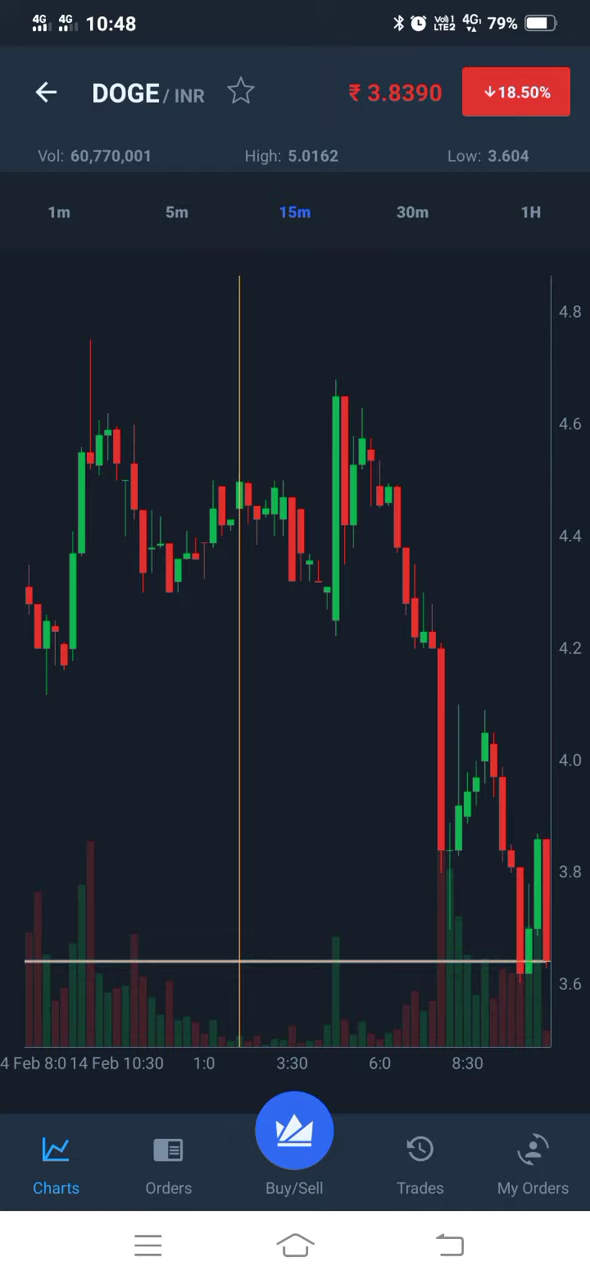 4G 4G 10:48 Vol) 1 LTE2 4G 79%
DOGE / INR ₹ 3.8390 ↓18.50%
Vol: 60,770,001 High: 5.0162 Low: 3.604
1m 5m 15m 30m 1H
4.8
4.6
4.4
4.2
4.0
3.8
3.6
4 Feb 8:0 14 Feb 10:30 1:0 3:30 6:0 8:30
Charts Orders Buy/Sell Trades My Orders